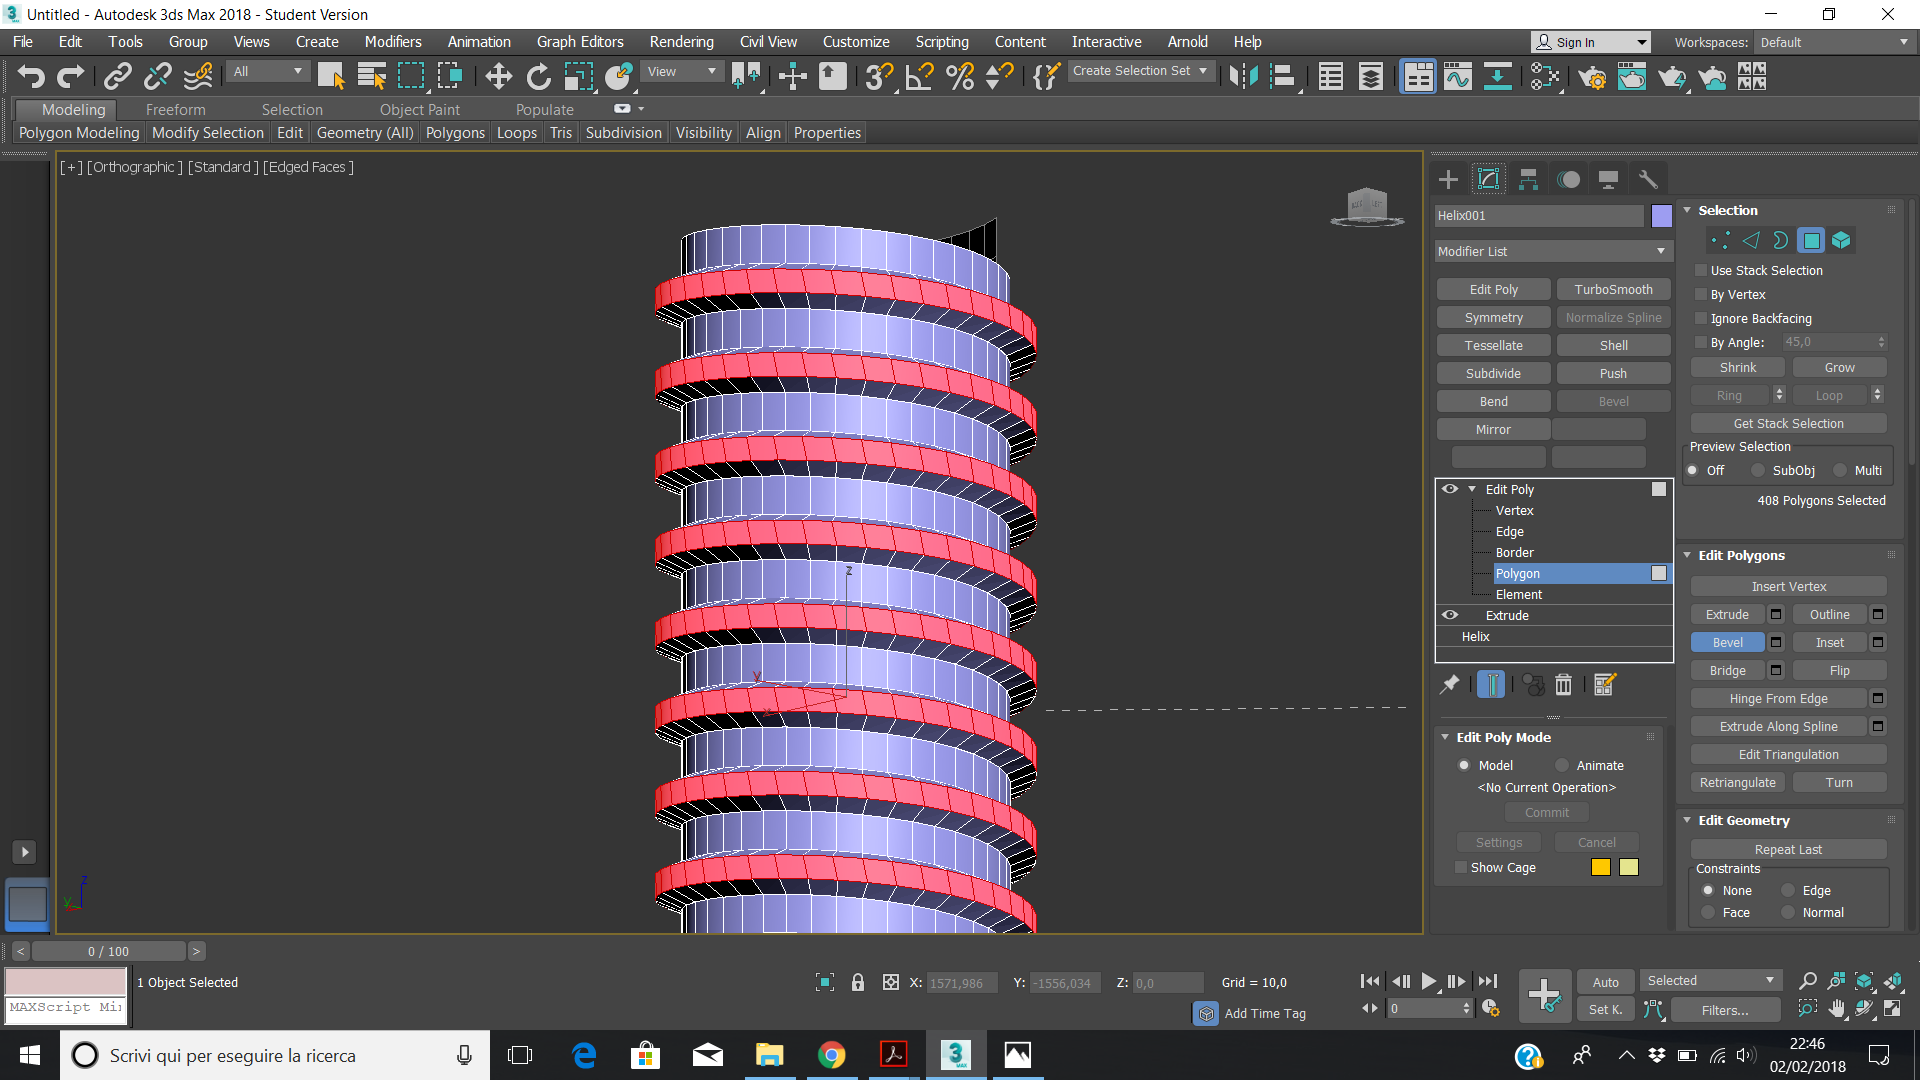 Untitled - Autodesk 3ds Max 2018 - Student Version
File Edit Tools Group Views Create Modifiers Animation Graph Editors Rendering Civil View Customize Scripting Content Interactive Arnold Help Sign In Workspaces: Default
All View Create Selection Set
Modeling Freeform Selection Object Paint Populate
Polygon Modeling Modify Selection Edit Geometry (All) Polygons Loops Tris Subdivision Visibility Align Properties
[+] [Orthographic ] [Standard ] [Edged Faces ]
Helix001
Modifier List
Edit Poly TurboSmooth
Symmetry Normalize Spline
Tessellate Shell
Subdivide Push
Bend Bevel
Mirror
Edit Poly
Vertex
Edge
Border
Polygon
Element
Extrude
Helix
Edit Poly Mode
Model Animate
<No Current Operation>
Commit
Settings Cancel
Show Cage
Selection
Use Stack Selection
By Vertex
Ignore Backfacing
By Angle: 45,0
Shrink Grow
Ring Loop
Get Stack Selection
Preview Selection
Off SubObj Multi
408 Polygons Selected
Edit Polygons
Insert Vertex
Extrude Outline
Bevel Inset
Bridge Flip
Hinge From Edge
Extrude Along Spline
Edit Triangulation
Retriangulate Turn
Edit Geometry
Repeat Last
Constraints
None Edge
Face Normal
z
y
x
z
y
< 0 / 100 >
1 Object Selected
MAXScript Mi
X: 1571,986 Y: -1556,034 Z: 0,0 Grid = 10,0
Add Time Tag
0
Auto Selected
Set K. Filters...
Scrivi qui per eseguire la ricerca
3
MAX
22:46
02/02/2018